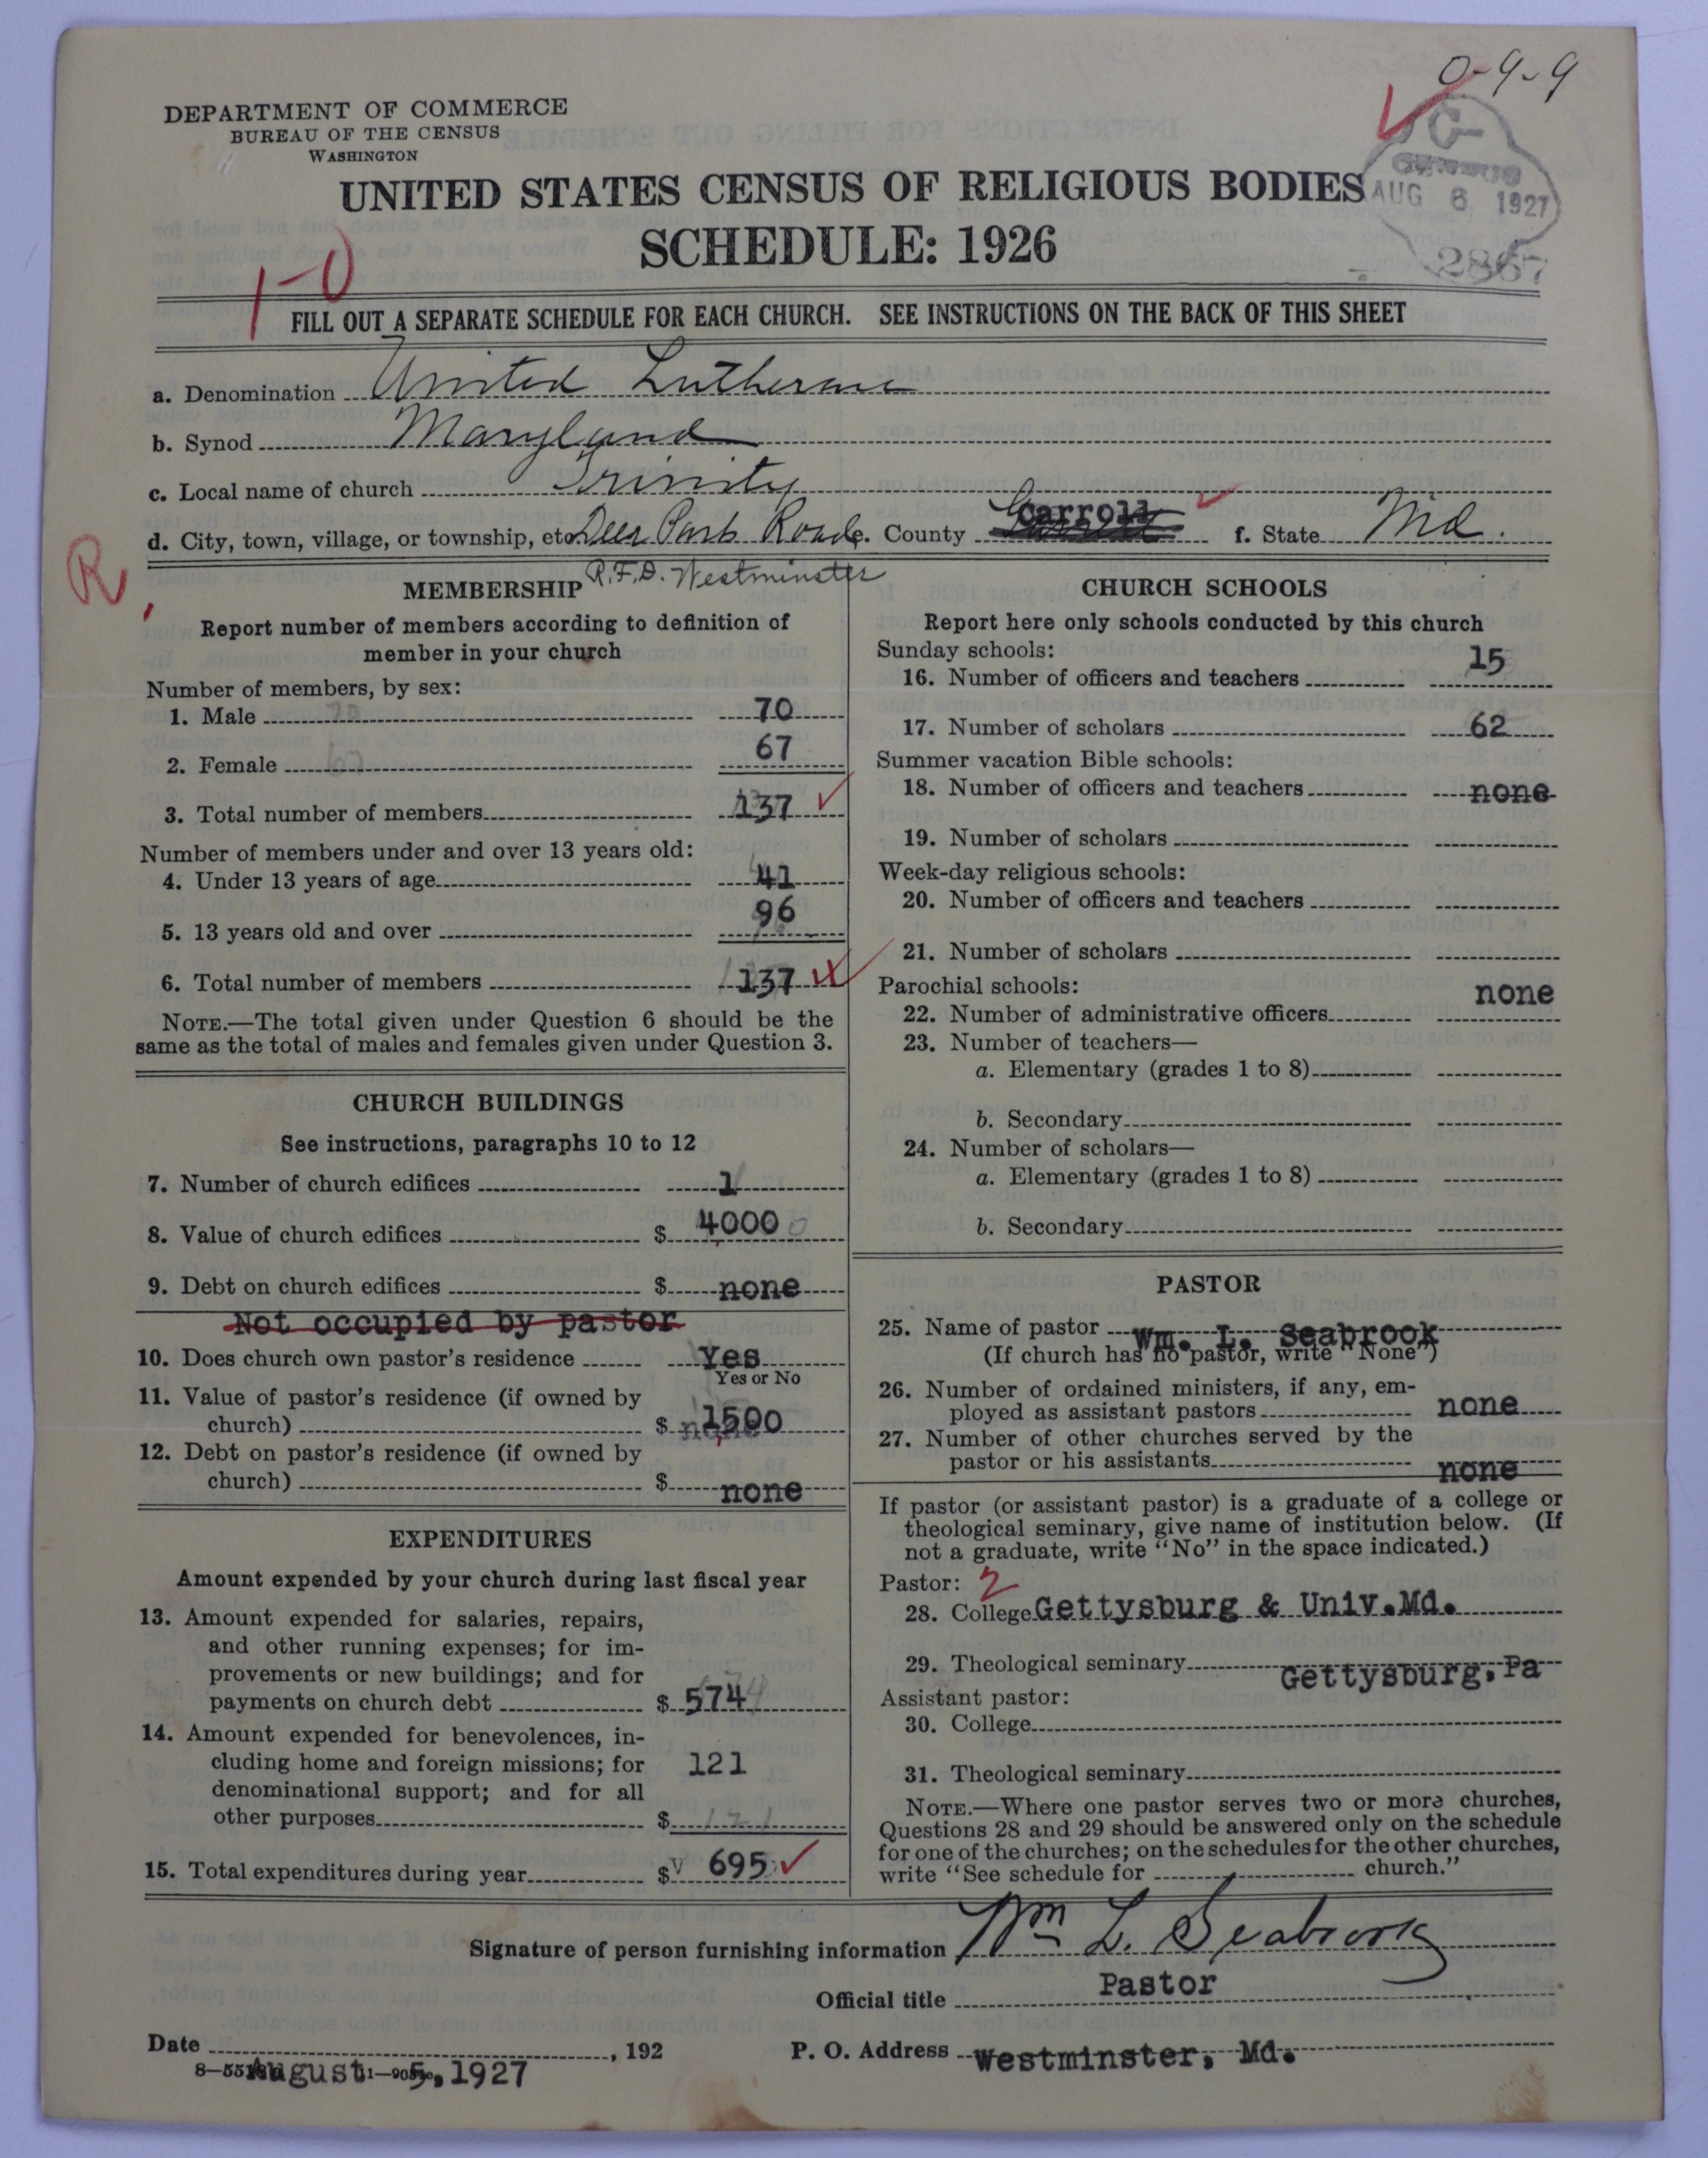 0-9-9
DEPARTMENT OF COMMERCE
BUREAU OF THE CENSUS
WASHINGTON
UNITED STATES CENSUS OF RELIGIOUS BODIES
SCHEDULE: 1926
CENSUS
AUG 6 1927
2867
1-0
FILL OUT A SEPARATE SCHEDULE FOR EACH CHURCH. SEE INSTRUCTIONS ON THE BACK OF THIS SHEET
a. Denomination United Lutheran
b. Synod Maryland
c. Local name of church Trinity
d. City, town, village, or township, etc. Deer Park Road e. County Carroll f. State Md.
R.F.D. Westminster
R
MEMBERSHIP
Report number of members according to definition of
member in your church
Number of members, by sex:
1. Male 70
2. Female 67
3. Total number of members 137
Number of members under and over 13 years old:
4. Under 13 years of age 41
5. 13 years old and over 96
6. Total number of members 137
NOTE.—The total given under Question 6 should be the
same as the total of males and females given under Question 3.
CHURCH BUILDINGS
See instructions, paragraphs 10 to 12
7. Number of church edifices 1
8. Value of church edifices $ 4000
9. Debt on church edifices $ none
Not occupied by pastor
10. Does church own pastor's residence Yes
Yes or No
11. Value of pastor's residence (if owned by
church) $ 1500
12. Debt on pastor's residence (if owned by
church) $ none
EXPENDITURES
Amount expended by your church during last fiscal year
13. Amount expended for salaries, repairs,
and other running expenses; for im-
provements or new buildings; and for
payments on church debt $ 574
14. Amount expended for benevolences, in-
cluding home and foreign missions; for 121
denominational support; and for all
other purposes $ 121
15. Total expenditures during year $ 695
CHURCH SCHOOLS
Report here only schools conducted by this church
Sunday schools:
16. Number of officers and teachers 15
17. Number of scholars 62
Summer vacation Bible schools:
18. Number of officers and teachers none
19. Number of scholars
Week-day religious schools:
20. Number of officers and teachers
21. Number of scholars
Parochial schools: none
22. Number of administrative officers
23. Number of teachers—
a. Elementary (grades 1 to 8)
b. Secondary
24. Number of scholars—
a. Elementary (grades 1 to 8)
b. Secondary
PASTOR
25. Name of pastor Wm. L. Seabrook
(If church has no pastor, write "None")
26. Number of ordained ministers, if any, em-
ployed as assistant pastors none
27. Number of other churches served by the
pastor or his assistants none
If pastor (or assistant pastor) is a graduate of a college or
theological seminary, give name of institution below. (If
not a graduate, write "No" in the space indicated.)
Pastor: 2
28. College Gettysburg & Univ.Md.
29. Theological seminary Gettysburg,Pa
Assistant pastor:
30. College
31. Theological seminary
NOTE.—Where one pastor serves two or more churches,
Questions 28 and 29 should be answered only on the schedule
for one of the churches; on the schedules for the other churches,
write "See schedule for church."
Signature of person furnishing information Wm L. Seabrook
Official title Pastor
Date , 192 P. O. Address Westminster, Md.
August 5, 1927